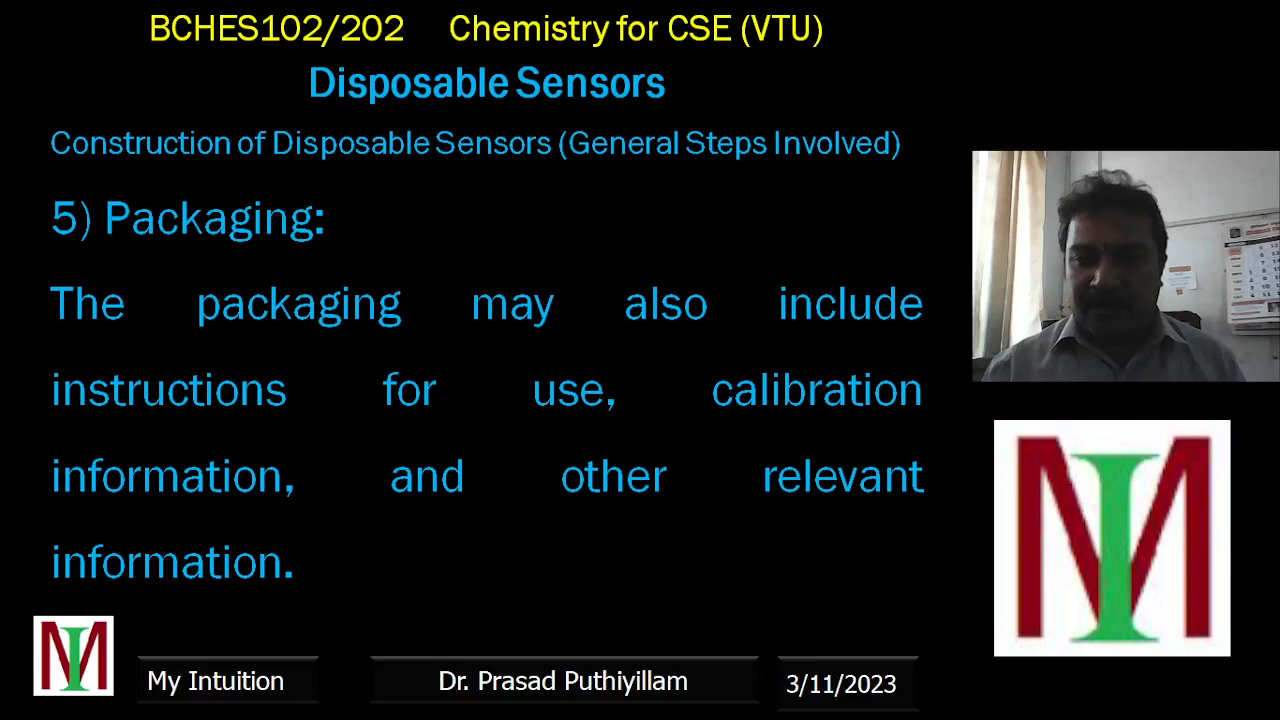 BCHES102/202 Chemistry for CSE (VTU)
Disposable Sensors
Construction of Disposable Sensors (General Steps Involved)
5) Packaging:
The packaging may also include
instructions for use, calibration
information, and other relevant
information.
MI
MI
My Intuition
Dr. Prasad Puthiyillam
3/11/2023